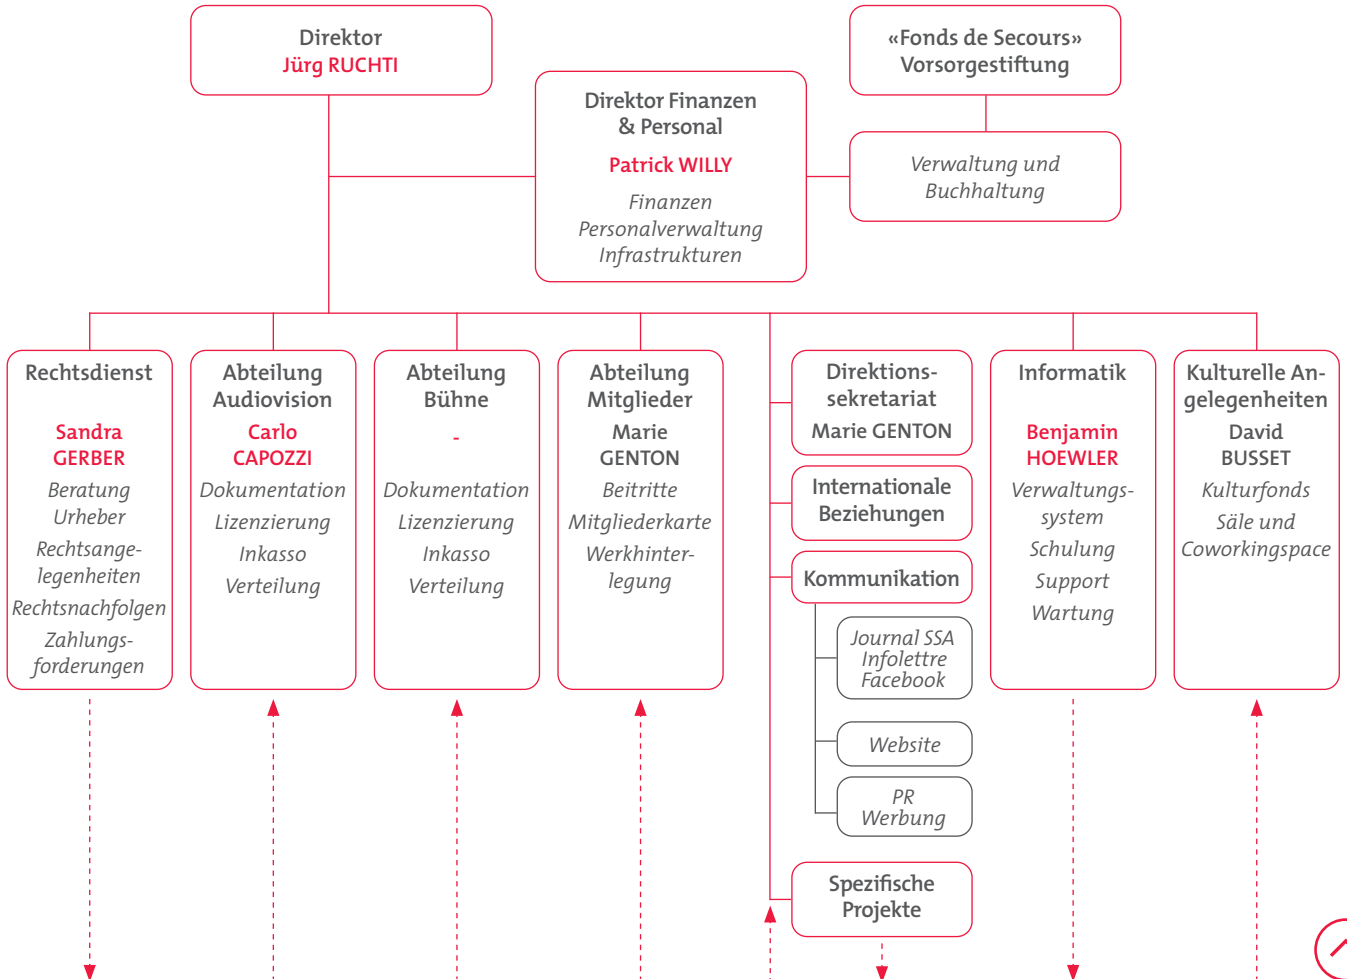 Direktor
Jürg RUCHTI
«Fonds de Secours»
Vorsorgestiftung
Direktor Finanzen
& Personal
Patrick WILLY
Finanzen
Personalverwaltung
Infrastrukturen
Verwaltung und
Buchhaltung
Rechtsdienst
Sandra
GERBER
Beratung
Urheber
Rechtsange-
legenheiten
Rechtsnachfolgen
Zahlungs-
forderungen
Abteilung
Audiovision
Carlo
CAPOZZI
Dokumentation
Lizenzierung
Inkasso
Verteilung
Abteilung
Bühne
-
Dokumentation
Lizenzierung
Inkasso
Verteilung
Abteilung
Mitglieder
Marie
GENTON
Beitritte
Mitgliederkarte
Werkhinter-
legung
Direktions-
sekretariat
Marie GENTON
Internationale
Beziehungen
Kommunikation
Journal SSA
Infolettre
Facebook
Website
PR
Werbung
Spezifische
Projekte
Informatik
Benjamin
HOEWLER
Verwaltungs-
system
Schulung
Support
Wartung
Kulturelle An-
gelegenheiten
David
BUSSET
Kulturfonds
Säle und
Coworkingspace